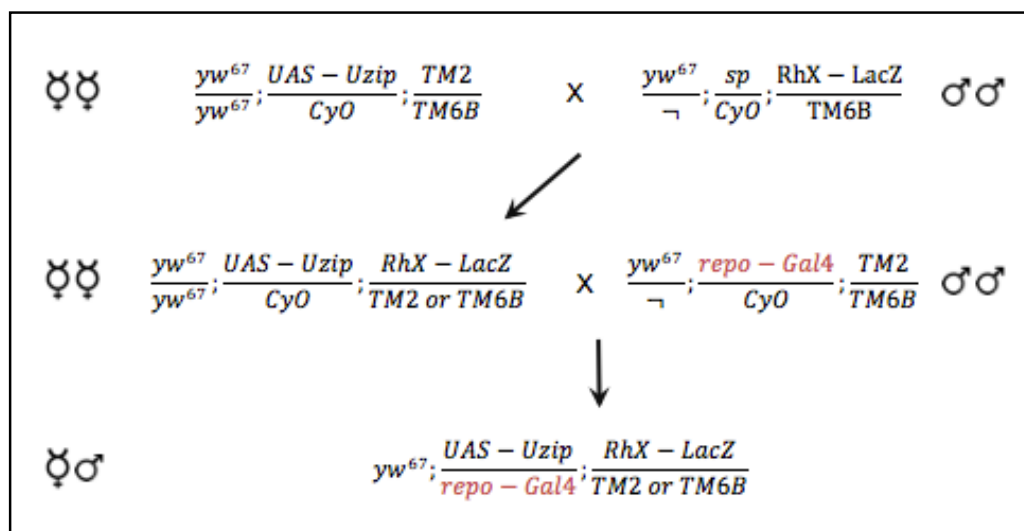 ☿☿ yw⁶⁷/yw⁶⁷; UAS − Uzip/CyO; TM2/TM6B x yw⁶⁷/¬; sp/CyO; RhX−LacZ/TM6B ♂♂
☿☿ yw⁶⁷/yw⁶⁷; UAS − Uzip/CyO; RhX − LacZ/TM2 or TM6B x yw⁶⁷/¬; repo − Gal4/CyO; TM2/TM6B ♂♂
☿♂ yw⁶⁷; UAS − Uzip/repo − Gal4; RhX − LacZ/TM2 or TM6B